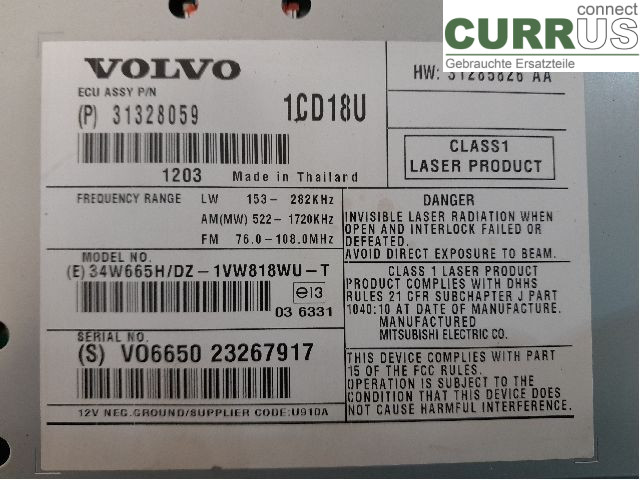 connect
CURRUS
Gebrauchte Ersatzteile
VOLVO
ECU ASSY P/N
(P) 31328059
1CD18U
1203 Made in Thailand
HW: 31285826 AA
CLASS1
LASER PRODUCT
FREQUENCY RANGE LW 153- 282KHz
AM(MW) 522- 1720KHz
FM 76.0-108.0MHz
MODEL NO.
(E) 34W665H/DZ-1VW818WU-T
e13
03 6331
SERIAL NO.
(S) VO6650 23267917
12V NEG.GROUND/SUPPLIER CODE:U910A
DANGER
INVISIBLE LASER RADIATION WHEN
OPEN AND INTERLOCK FAILED OR
DEFEATED.
AVOID DIRECT EXPOSURE TO BEAM.
CLASS 1 LASER PRODUCT
PRODUCT COMPLIES WITH DHHS
RULES 21 CFR SUBCHAPTER J PART
1040:10 AT DATE OF MANUFACTURE.
MANUFACTURED
MITSUBISHI ELECTRIC CO.
THIS DEVICE COMPLIES WITH PART
15 OF THE FCC RULES.
OPERATION IS SUBJECT TO THE
CONDITION THAT THIS DEVICE DOES
NOT CAUSE HARMFUL INTERFERENCE.